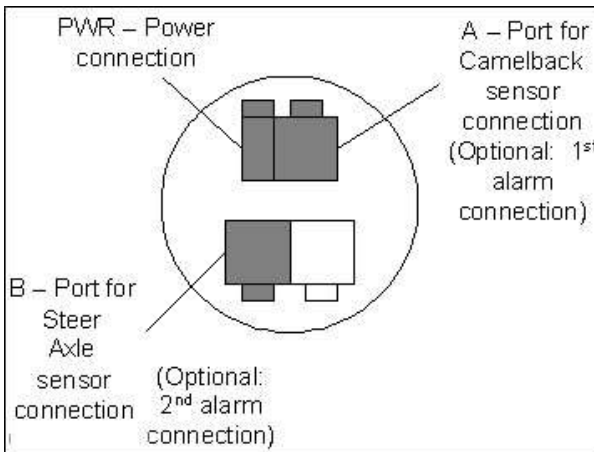 PWR – Power
connection
A – Port for
Camelback
sensor
connection
(Optional: 1st
alarm
connection)
B – Port for
Steer
Axle
sensor
connection
(Optional:
2nd alarm
connection)